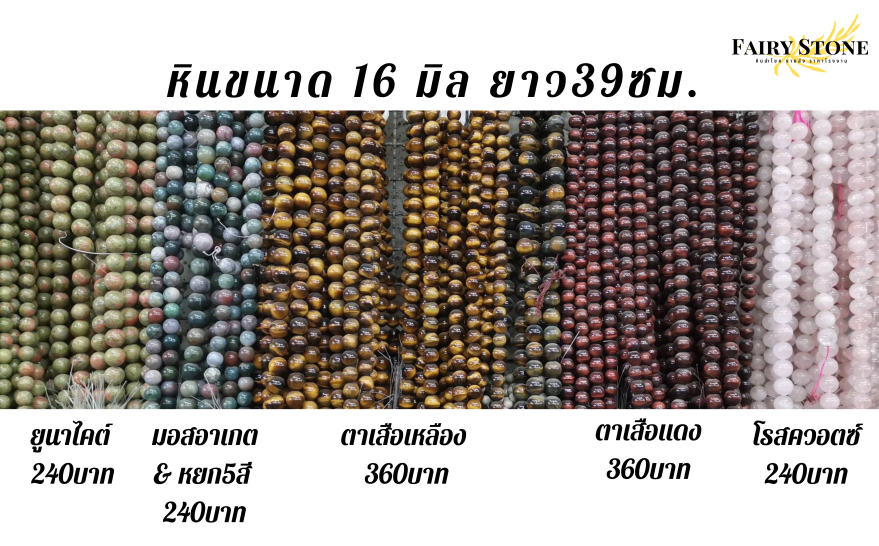 FAIRY STONE
หินนำโชค ขายส่ง ราคาโรงงาน
หินขนาด 16 มิล ยาว39ซม.
ยูนาไคต์
240บาท
มอสอาเกต
& หยก5สี
240บาท
ตาเสือเหลือง
360บาท
ตาเสือแดง
360บาท
โรสควอตซ์
240บาท